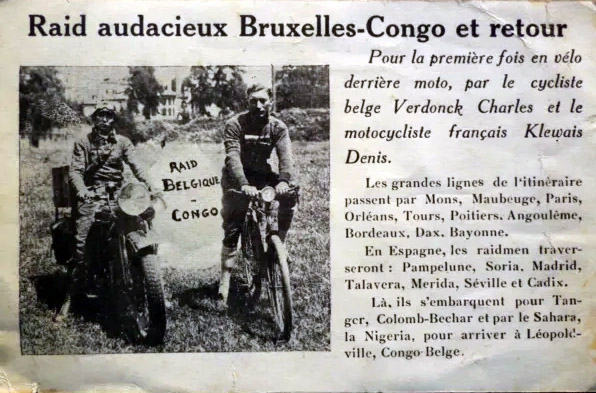 Raid audacieux Bruxelles-Congo et retour
RAID
BELGIQUE
CONGO
Pour la première fois en vélo
derrière moto, par le cycliste
belge Verdonck Charles et le
motocycliste français Klewais
Denis.
Les grandes lignes de l'itinéraire
passent par Mons, Maubeuge, Paris,
Orléans, Tours, Poitiers. Angoulême,
Bordeaux, Dax, Bayonne.
En Espagne, les raidmen traver-
seront : Pampelune, Soria, Madrid,
Talavera, Merida, Séville et Cadix.
Là, ils s'embarquent pour Tan-
ger, Colomb-Bechar et par le Sahara,
la Nigeria, pour arriver à Léopold-
ville, Congo-Belge.